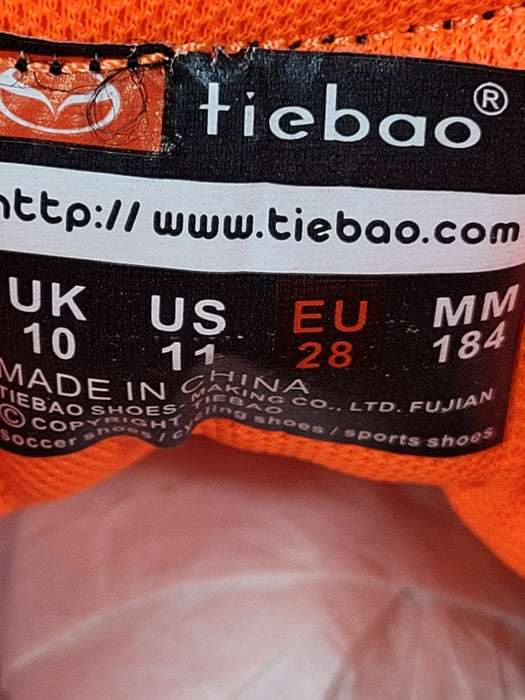 tiebao®
http:// www.tiebao.com
UK US EU MM
10 11 28 184
MADE IN CHINA
TIEBAO SHOES MAKING CO., LTD. FUJIAN
© COPYRIGHT TIEBAO
soccer shoes / cycling shoes / sports shoes